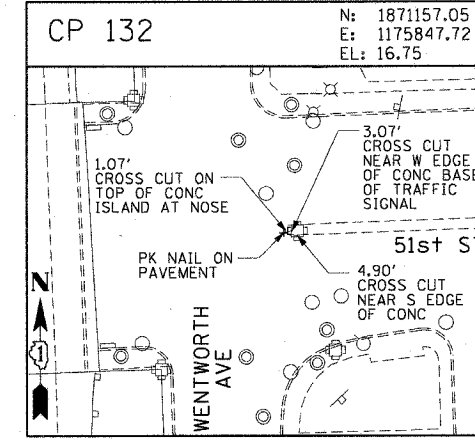 CP 132
N: 1871157.05
E: 1175847.72
EL: 16.75
3.07'
CROSS CUT
NEAR W EDGE
OF CONC BASE
OF TRAFFIC
SIGNAL
1.07'
CROSS CUT ON
TOP OF CONC
ISLAND AT NOSE
51st S
PK NAIL ON
PAVEMENT
4.90'
CROSS CUT
NEAR S EDGE
OF CONC
N
1
WENTWORTH
AVE